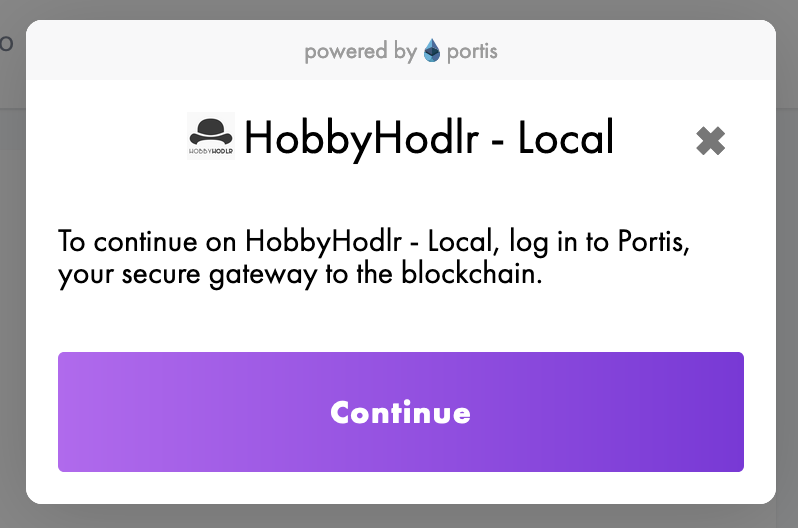 o
powered by portis
HOBBYHODLR
HobbyHodlr - Local
To continue on HobbyHodlr - Local, log in to Portis,
your secure gateway to the blockchain.
Continue